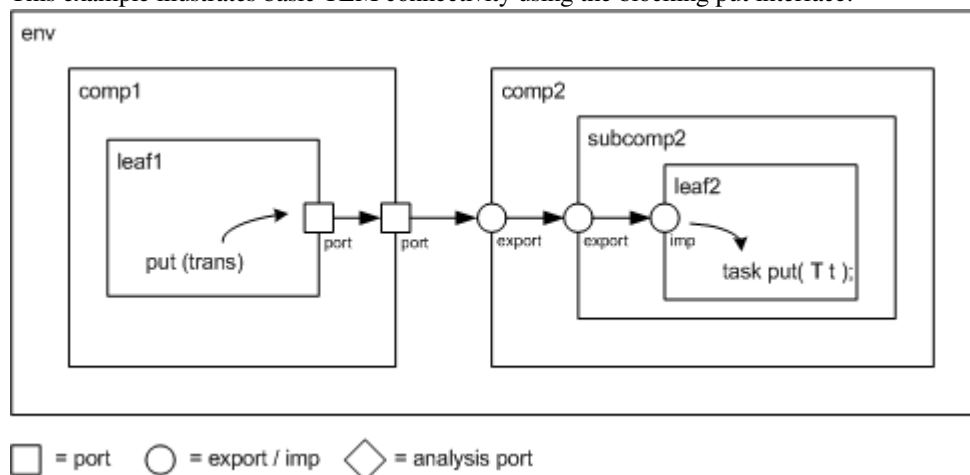 This example illustrates basic TLM connectivity using the blocking put interface.
env
comp1
comp2
subcomp2
leaf1
leaf2
port
port
export
export
imp
put (trans)
task put( T t );
= port
= export / imp
= analysis port